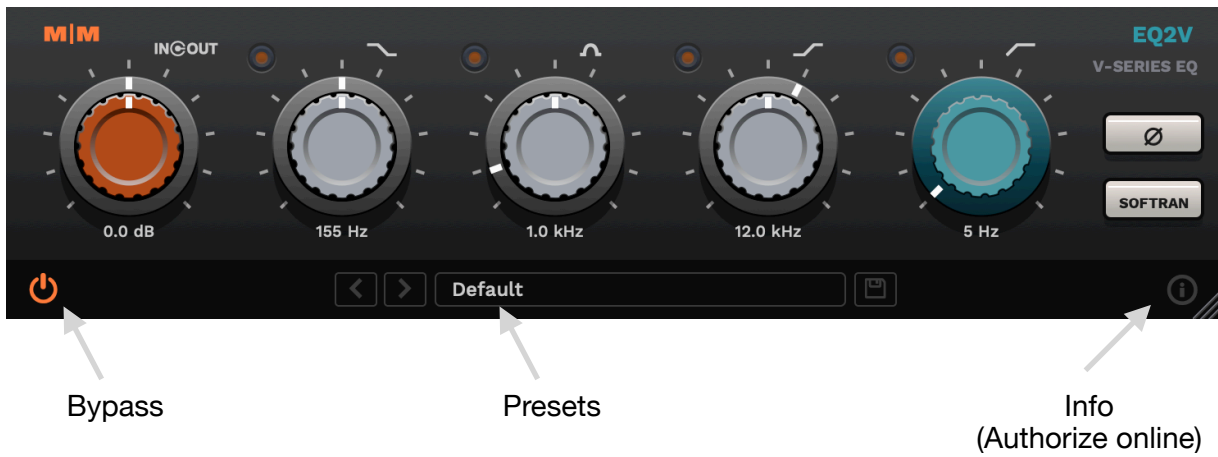 M|M
IN OUT
EQ2V
V-SERIES EQ
Ø
SOFTRAN
0.0 dB
155 Hz
1.0 kHz
12.0 kHz
5 Hz
Default
Bypass
Presets
Info
(Authorize online)